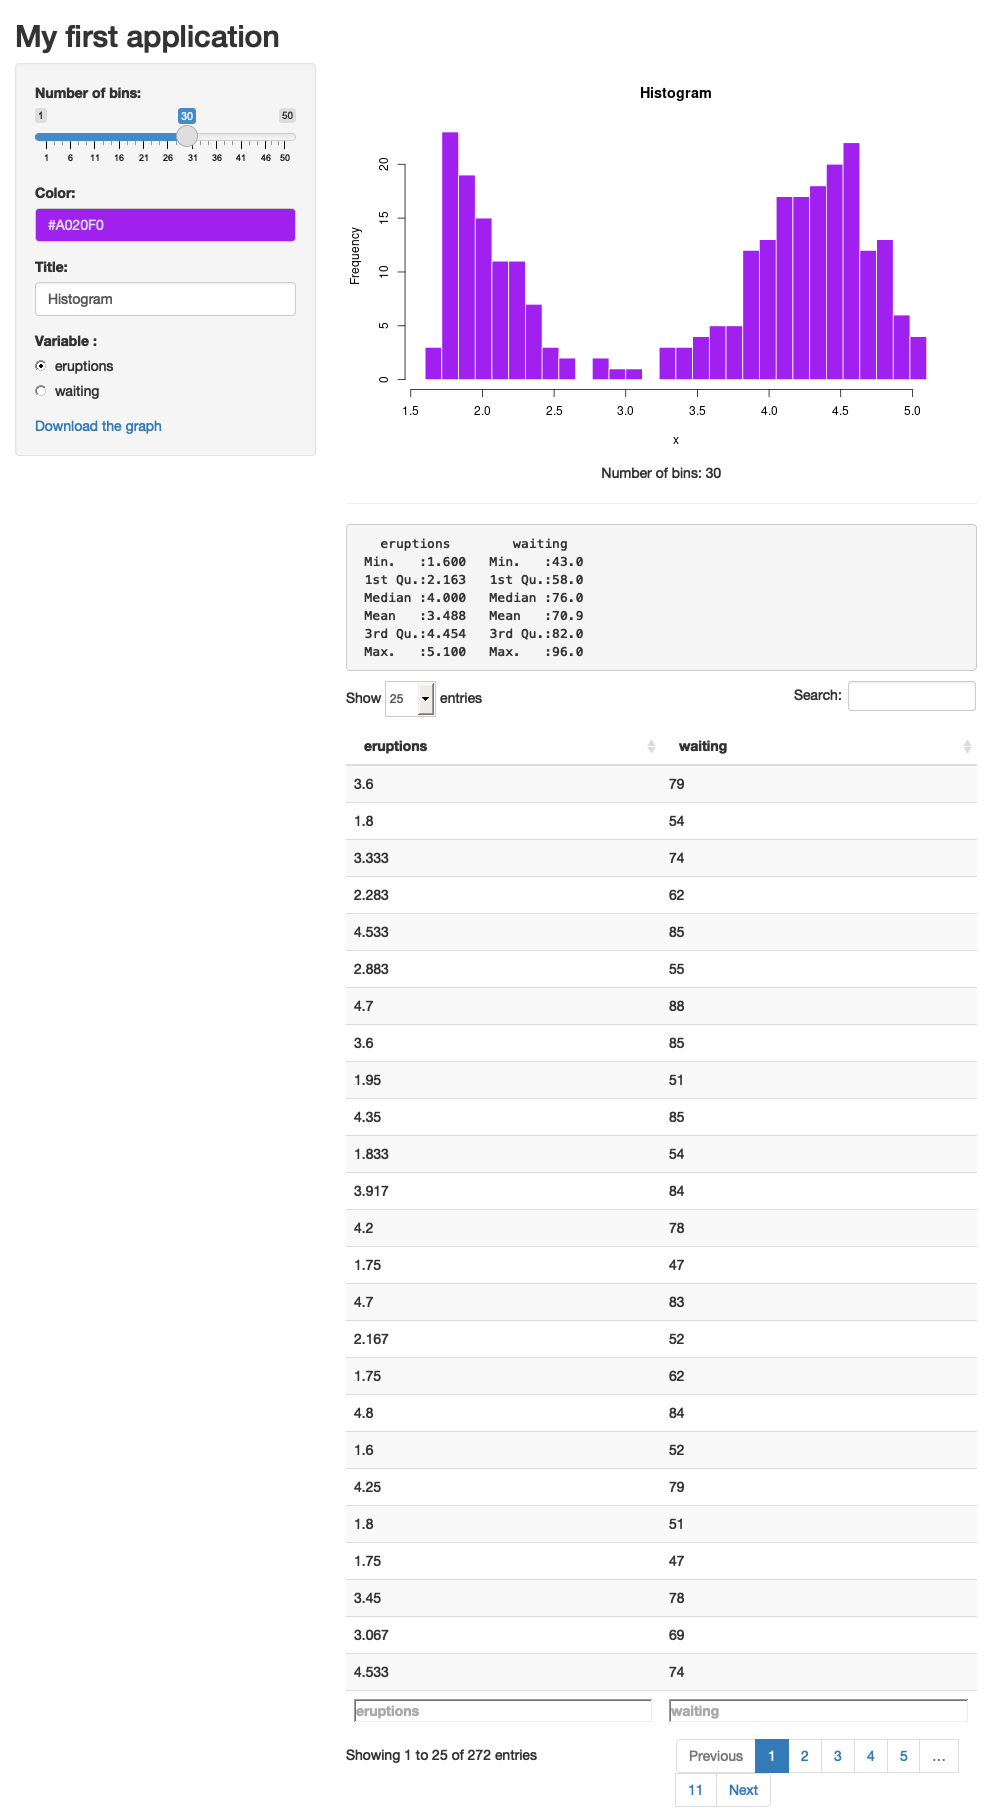 My first application
Number of bins:
1 30 50
1 6 11 16 21 26 31 36 41 46 50
Color:
#A020F0
Title:
Histogram
Variable :
eruptions
waiting
Download the graph
Histogram
Frequency
20
15
10
5
0
1.5 2.0 2.5 3.0 3.5 4.0 4.5 5.0
x
Number of bins: 30
eruptions waiting
Min. :1.600 Min. :43.0
1st Qu.:2.163 1st Qu.:58.0
Median :4.000 Median :76.0
Mean :3.488 Mean :70.9
3rd Qu.:4.454 3rd Qu.:82.0
Max. :5.100 Max. :96.0
Show 25 entries Search:
eruptions waiting
3.6 79
1.8 54
3.333 74
2.283 62
4.533 85
2.883 55
4.7 88
3.6 85
1.95 51
4.35 85
1.833 54
3.917 84
4.2 78
1.75 47
4.7 83
2.167 52
1.75 62
4.8 84
1.6 52
4.25 79
1.8 51
1.75 47
3.45 78
3.067 69
4.533 74
eruptions waiting
Showing 1 to 25 of 272 entries Previous 1 2 3 4 5 …
11 Next